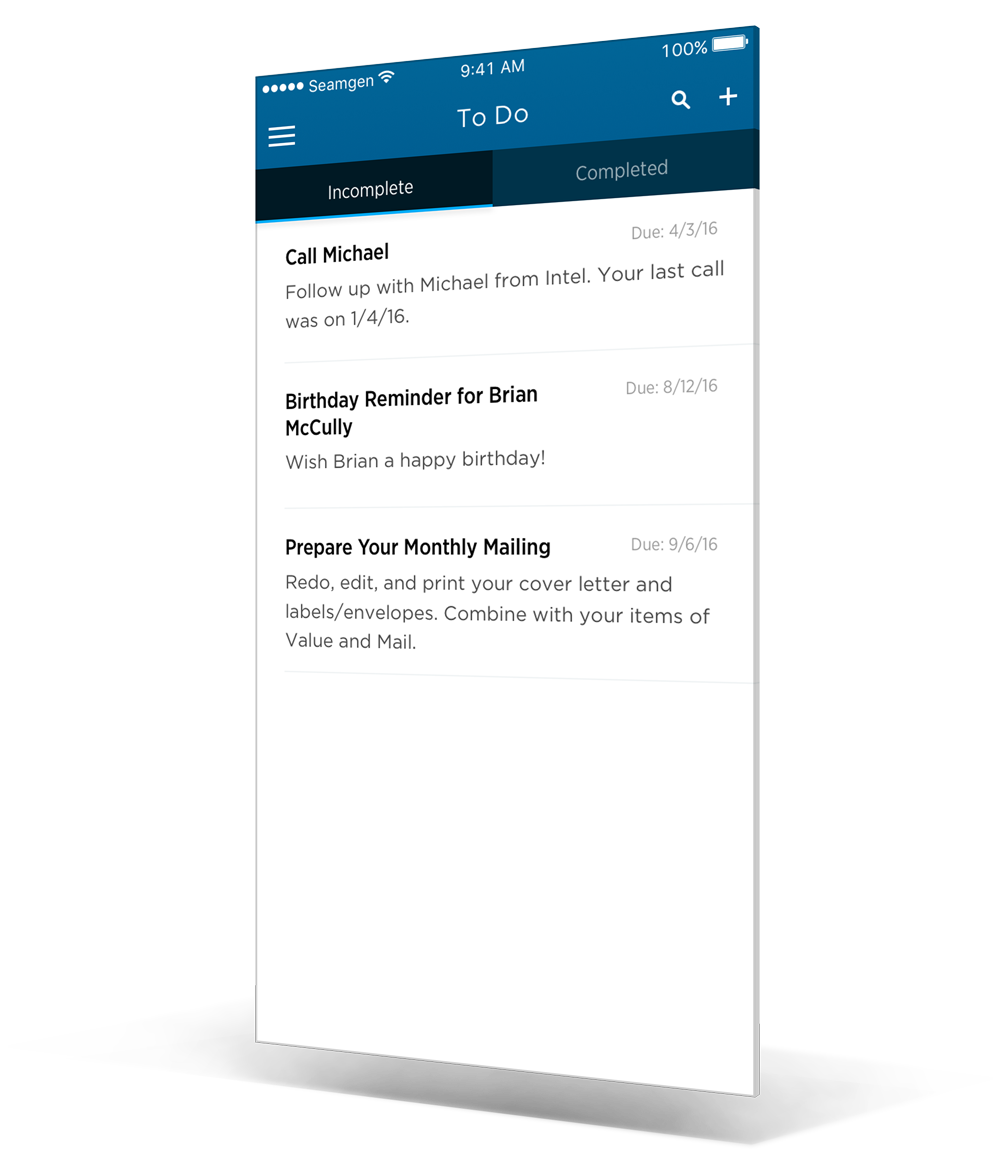 Seamgen 9:41 AM 100%
To Do
Incomplete Completed
Call Michael Due: 4/3/16
Follow up with Michael from Intel. Your last call
was on 1/4/16.
Birthday Reminder for Brian Due: 8/12/16
McCully
Wish Brian a happy birthday!
Prepare Your Monthly Mailing Due: 9/6/16
Redo, edit, and print your cover letter and
labels/envelopes. Combine with your items of
Value and Mail.